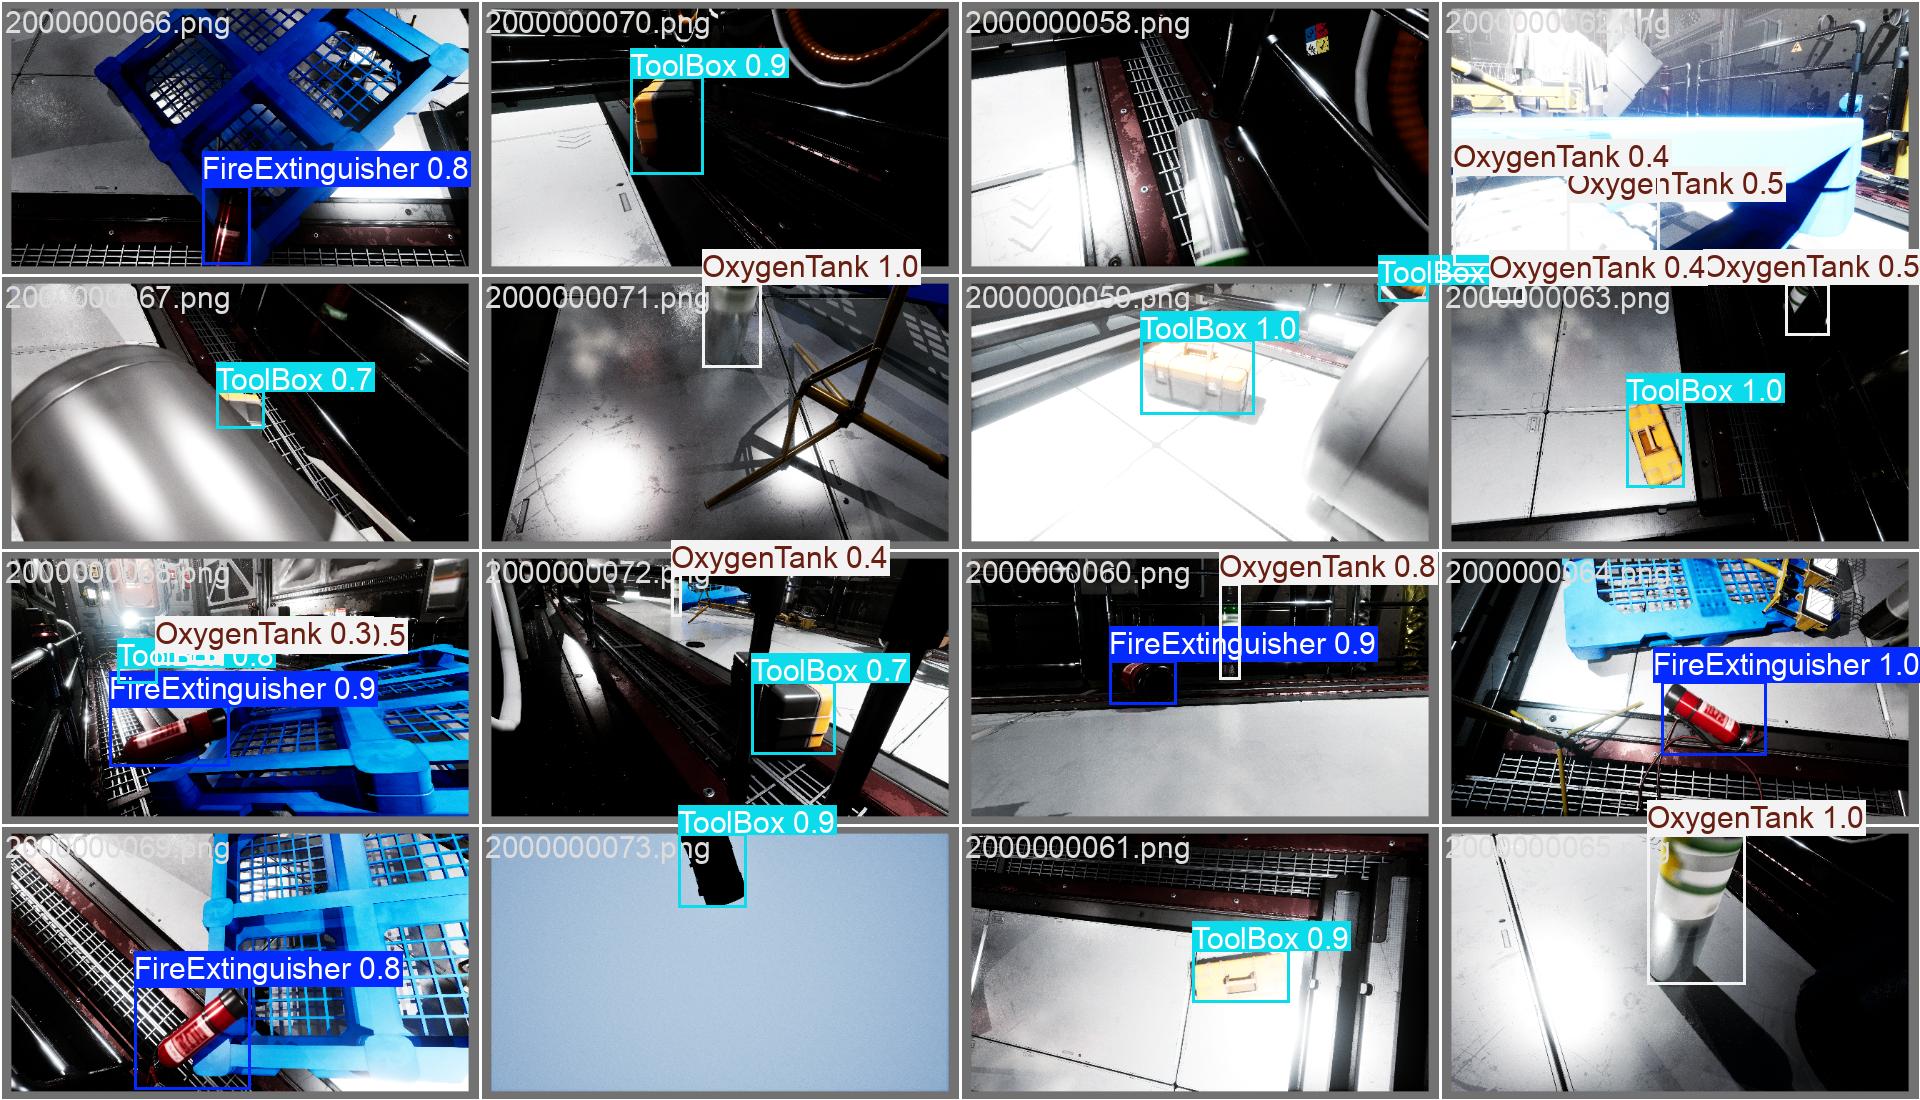 2000000066.png
FireExtinguisher 0.8
2000000070.png
ToolBox 0.9
2000000058.png
2000000062.png
OxygenTank 0.4
OxygenTank 0.5
2000000067.png
ToolBox 0.7
OxygenTank 1.0
2000000071.png
2000000059.png
ToolBox 1.0
ToolBox
OxygenTank 0.4
OxygenTank 0.5
2000000063.png
ToolBox 1.0
2000000068.png
OxygenTank 0.3
0.5
ToolBox 0.8
FireExtinguisher 0.9
OxygenTank 0.4
2000000072.png
ToolBox 0.7
2000000060.png
OxygenTank 0.8
FireExtinguisher 0.9
2000000064.png
FireExtinguisher 1.0
2000000069.png
FireExtinguisher 0.8
ToolBox 0.9
2000000073.png
2000000061.png
ToolBox 0.9
OxygenTank 1.0
2000000065.png